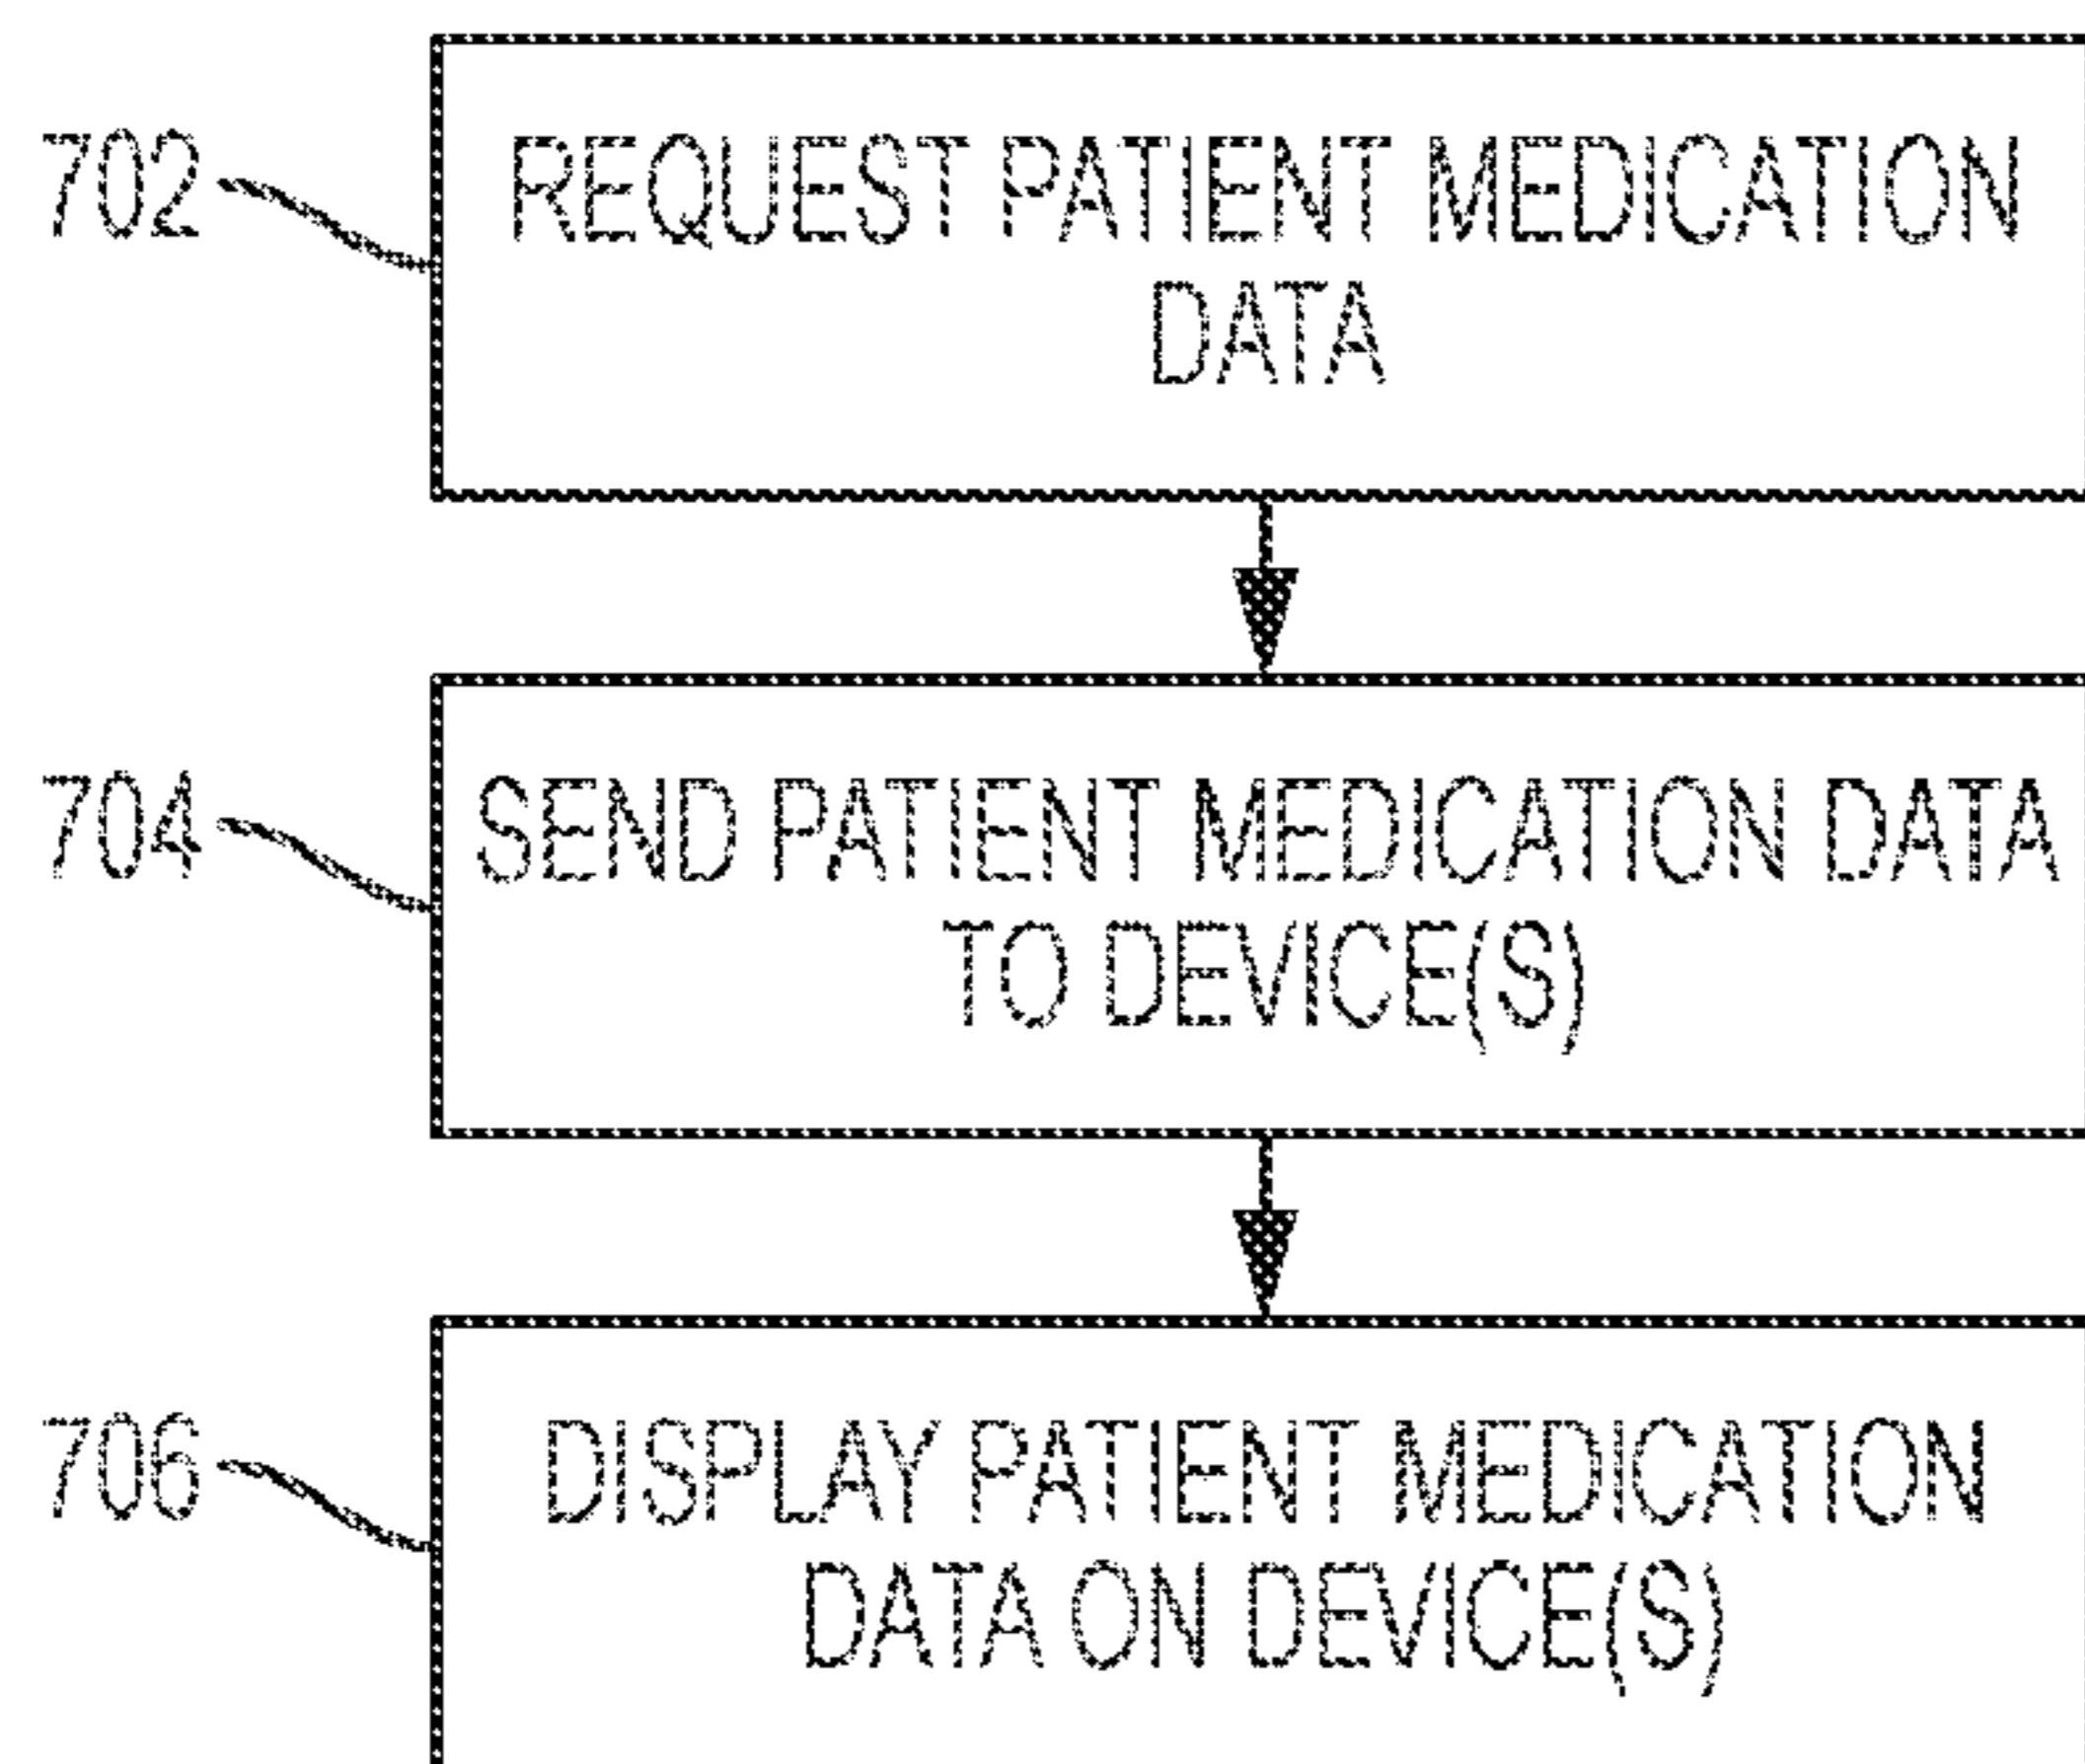 702
REQUEST PATIENT MEDICATION
DATA
704
SEND PATIENT MEDICATION DATA
TO DEVICE(S)
706
DISPLAY PATIENT MEDICATION
DATA ON DEVICE(S)